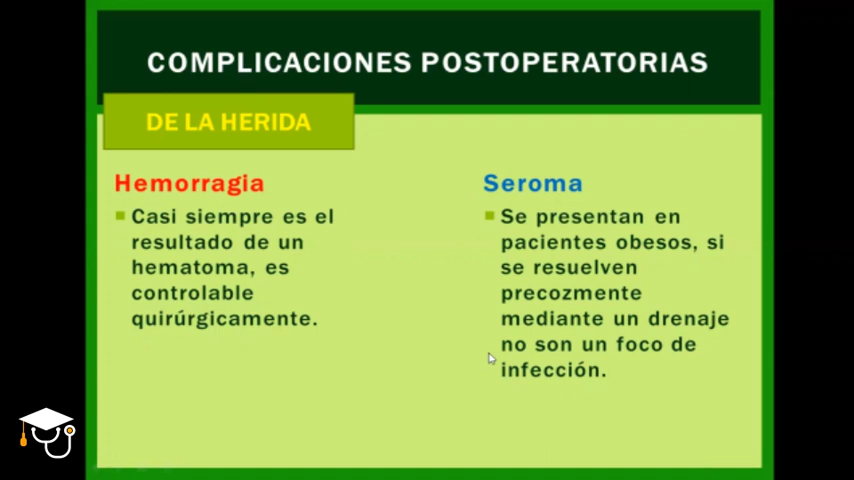 COMPLICACIONES POSTOPERATORIAS
DE LA HERIDA
Hemorragia
Casi siempre es el
resultado de un
hematoma, es
controlable
quirúrgicamente.
Seroma
Se presentan en
pacientes obesos, si
se resuelven
precozmente
mediante un drenaje
no son un foco de
infección.